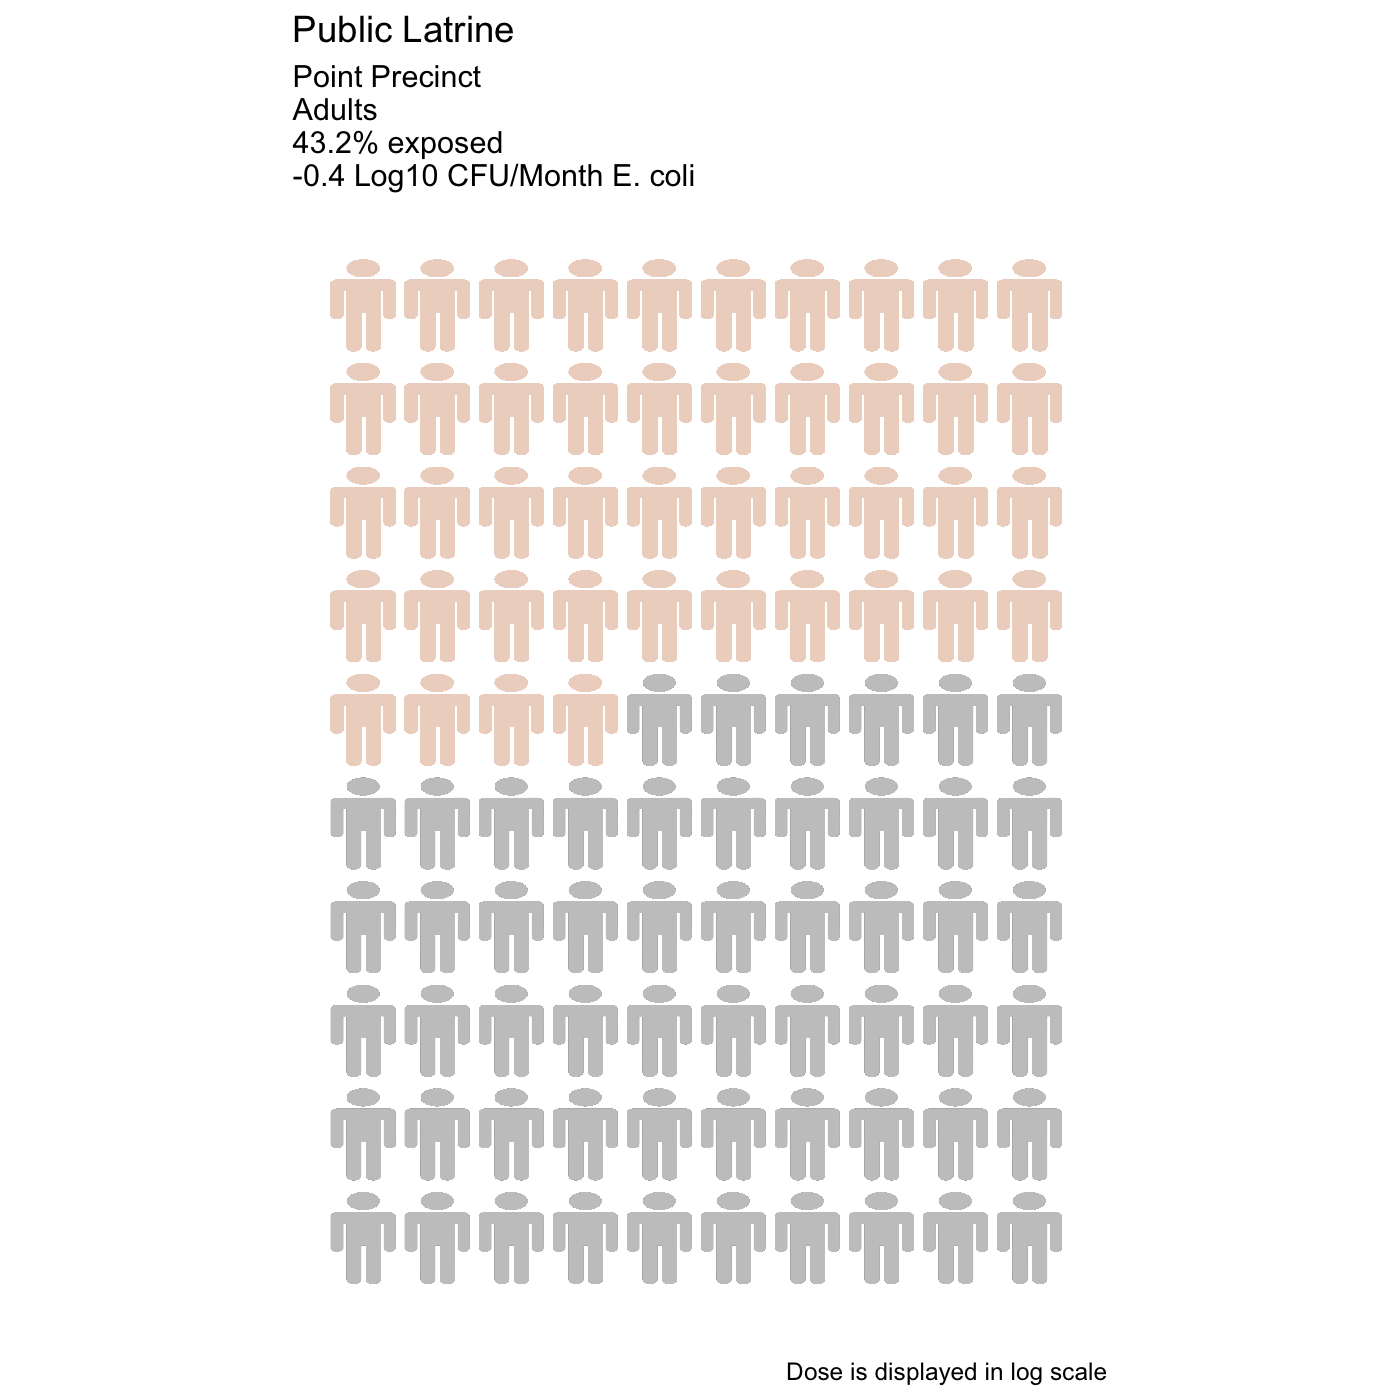 Public Latrine
Point Precinct
Adults
43.2% exposed
-0.4 Log10 CFU/Month E. coli
Dose is displayed in log scale